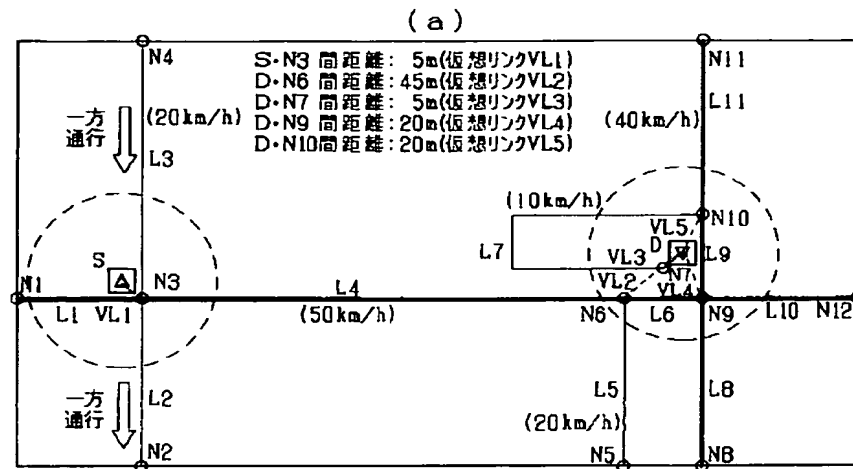 (a)
N4
S・N3 間距離: 5m(仮想リンクVL1)
D・N6 間距離:45m(仮想リンクVL2)
D・N7 間距離: 5m(仮想リンクVL3)
D・N9 間距離:20m(仮想リンクVL4)
D・N10間距離:20m(仮想リンクVL5)
N11
L11
一方
通行
(20km/h)
(40km/h)
L3
(10km/h)
N10
VL5
D
L7
VL3
L9
S
N7
N1
N3
L4
VL2
VL4
L1
VL1
(50km/h)
N6
L6
N9
L10
N12
一方
通行
L2
L5
L8
(20km/h)
N2
N5
N8